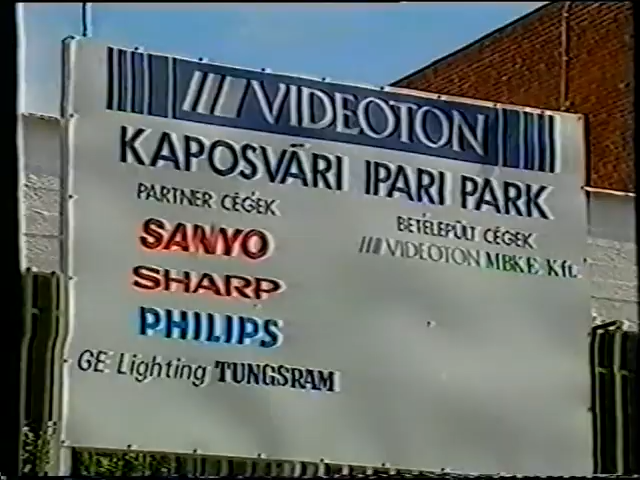 VIDEOTON
KAPOSVÁRI IPARI PARK
PARTNER CÉGEK
SANYO
SHARP
PHILIPS
GE Lighting TUNGSRAM
BETELEPÜLT CÉGEK
VIDEOTON MBKE Kft.